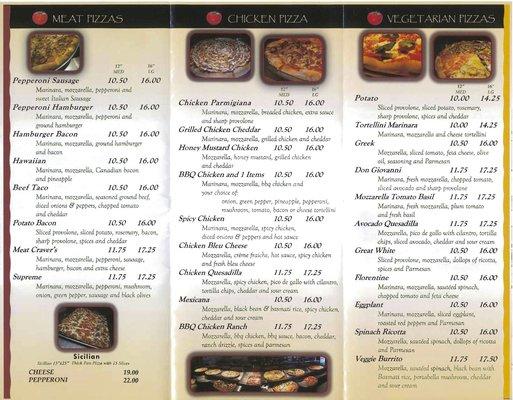 MEAT PIZZAS
12" 16"
MED LG
Pepperoni Sausage 10.50 16.00
Marinara, mozzarella, pepperoni and
sweet Italian Sausage
Pepperoni Hamburger 10.50 16.00
Marinara, mozzarella, pepperoni and
ground hamburger
Hamburger Bacon 10.50 16.00
Marinara, mozzarella, ground hamburger
and bacon
Hawaiian 10.50 16.00
Marinara, mozzarella, Canadian bacon
and pineapple
Beef Taco 10.50 16.00
Marinara, mozzarella, seasoned ground beef,
diced onions & peppers, chopped tomato
and cheddar
Potato Bacon 10.50 16.00
Sliced provolone, sliced potato, rosemary, bacon,
sharp provolone, spices and cheddar
Meat Craver's 11.75 17.25
Marinara, mozzarella, pepperoni, sausage,
hamburger, bacon and extra cheese
Supreme 11.75 17.25
Marinara, mozzarella, pepperoni, mushroom,
onion, green pepper, sausage and black olives
Sicilian
Sicilian 13"x25" Thick Pan Pizza with 15 Slices
CHEESE 19.00
PEPPERONI 22.00
CHICKEN PIZZA
12" 16"
MED LG
Chicken Parmigiana 10.50 16.00
Marinara, mozzarella, breaded chicken, extra sauce
and sharp provolone
Grilled Chicken Cheddar 10.50 16.00
Marinara, mozzarella, grilled chicken and cheddar
Honey Mustard Chicken 10.50 16.00
Mozzarella, honey mustard, grilled chicken
and cheddar
BBQ Chicken and 1 Items 10.50 16.00
Marinara, mozzarella, bbq chicken and
your choice of:
onion, green pepper, pineapple, pepperoni,
mushroom, tomato, bacon or cheese tortellini
Spicy Chicken 10.50 16.00
Marinara, mozzarella, spicy chicken,
diced onions & peppers and hot sauce
Chicken Bleu Cheese 10.50 16.00
Mozzarella, crème fraiche, hot sauce, spicy chicken
and fresh bleu cheese
Chicken Quesadilla 11.75 17.25
Mozzarella, spicy chicken, pico de gallo with cilantro,
tortilla chips, cheddar and sour cream
Mexicana 10.50 16.00
Mozzarella, black bean & basmati rice, spicy chicken,
cheddar and sour cream
BBQ Chicken Ranch 11.75 17.25
Mozzarella, bbq chicken, bbq sauce, bacon, cheddar,
ranch drizzle, spices and parmesan
VEGETARIAN PIZZAS
12" 16"
MED LG
Potato 10.00 14.25
Sliced provolone, sliced potato, rosemary,
sharp provolone, spices and cheddar
Tortellini Marinara 10.00 14.25
Marinara, mozzarella and cheese tortellini
Greek 10.50 16.00
Mozzarella, sliced tomato, feta cheese, olive
oil, seasoning and Parmesan
Don Giovanni 11.75 17.25
Marinara, fresh mozzarella, chopped tomato,
sliced avocado and sharp provolone
Mozzarella Tomato Basil 11.75 17.25
Marinara, fresh mozzarella, plum tomato
and fresh basil
Avocado Quesadilla 11.75 17.25
Mozzarella, pico de gallo with cilantro, tortilla
chips, sliced avocado, cheddar and sour cream
Great White 10.50 16.00
Sliced provolone, mozzarella, dollops of ricotta,
spices and Parmesan
Florentine 10.50 16.00
Marinara, mozzarella, sautéed spinach,
chopped tomato and feta cheese
Eggplant 10.50 16.00
Marinara, mozzarella, sliced eggplant,
roasted red peppers and Parmesan
Spinach Ricotta 10.50 16.00
Mozzarella, sautéed spinach, dollops of ricotta
and Parmesan
Veggie Burrito 11.75 17.50
Mozzarella, sautéed spinach, black bean with
Basmati rice, portabella mushroom, cheddar
and sour cream